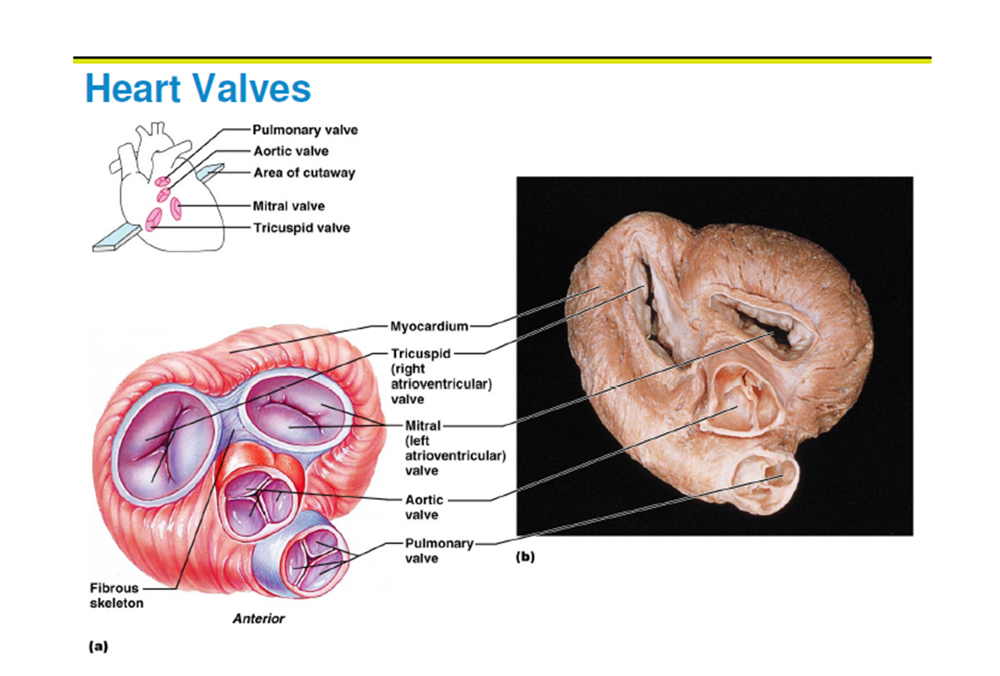 Heart Valves
Pulmonary valve
Aortic valve
Area of cutaway
Mitral valve
Tricuspid valve
Myocardium
Tricuspid
(right
atrioventricular)
valve
Mitral
(left
atrioventricular)
valve
Aortic
valve
Pulmonary
valve
(b)
Fibrous
skeleton
Anterior
(a)